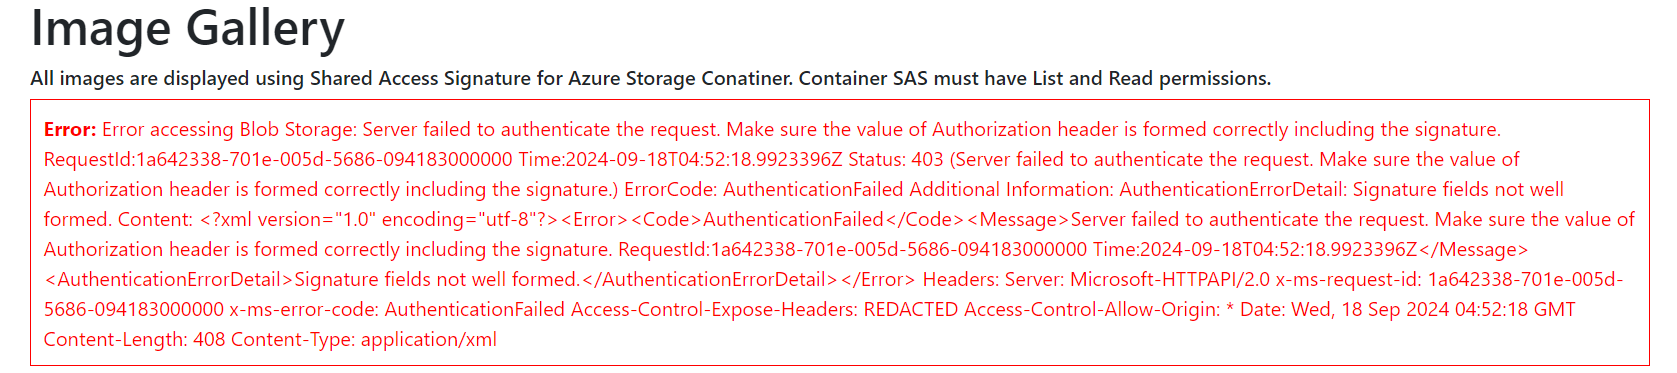 Image Gallery
All images are displayed using Shared Access Signature for Azure Storage Conatiner. Container SAS must have List and Read permissions.
Error: Error accessing Blob Storage: Server failed to authenticate the request. Make sure the value of Authorization header is formed correctly including the signature.
RequestId:1a642338-701e-005d-5686-094183000000 Time:2024-09-18T04:52:18.9923396Z Status: 403 (Server failed to authenticate the request. Make sure the value of
Authorization header is formed correctly including the signature.) ErrorCode: AuthenticationFailed Additional Information: AuthenticationErrorDetail: Signature fields not well
formed. Content: <?xml version="1.0" encoding="utf-8"?><Error><Code>AuthenticationFailed</Code><Message>Server failed to authenticate the request. Make sure the value of
Authorization header is formed correctly including the signature. RequestId:1a642338-701e-005d-5686-094183000000 Time:2024-09-18T04:52:18.9923396Z</Message>
<AuthenticationErrorDetail>Signature fields not well formed.</AuthenticationErrorDetail></Error> Headers: Server: Microsoft-HTTPAPI/2.0 x-ms-request-id: 1a642338-701e-005d-
5686-094183000000 x-ms-error-code: AuthenticationFailed Access-Control-Expose-Headers: REDACTED Access-Control-Allow-Origin: * Date: Wed, 18 Sep 2024 04:52:18 GMT
Content-Length: 408 Content-Type: application/xml